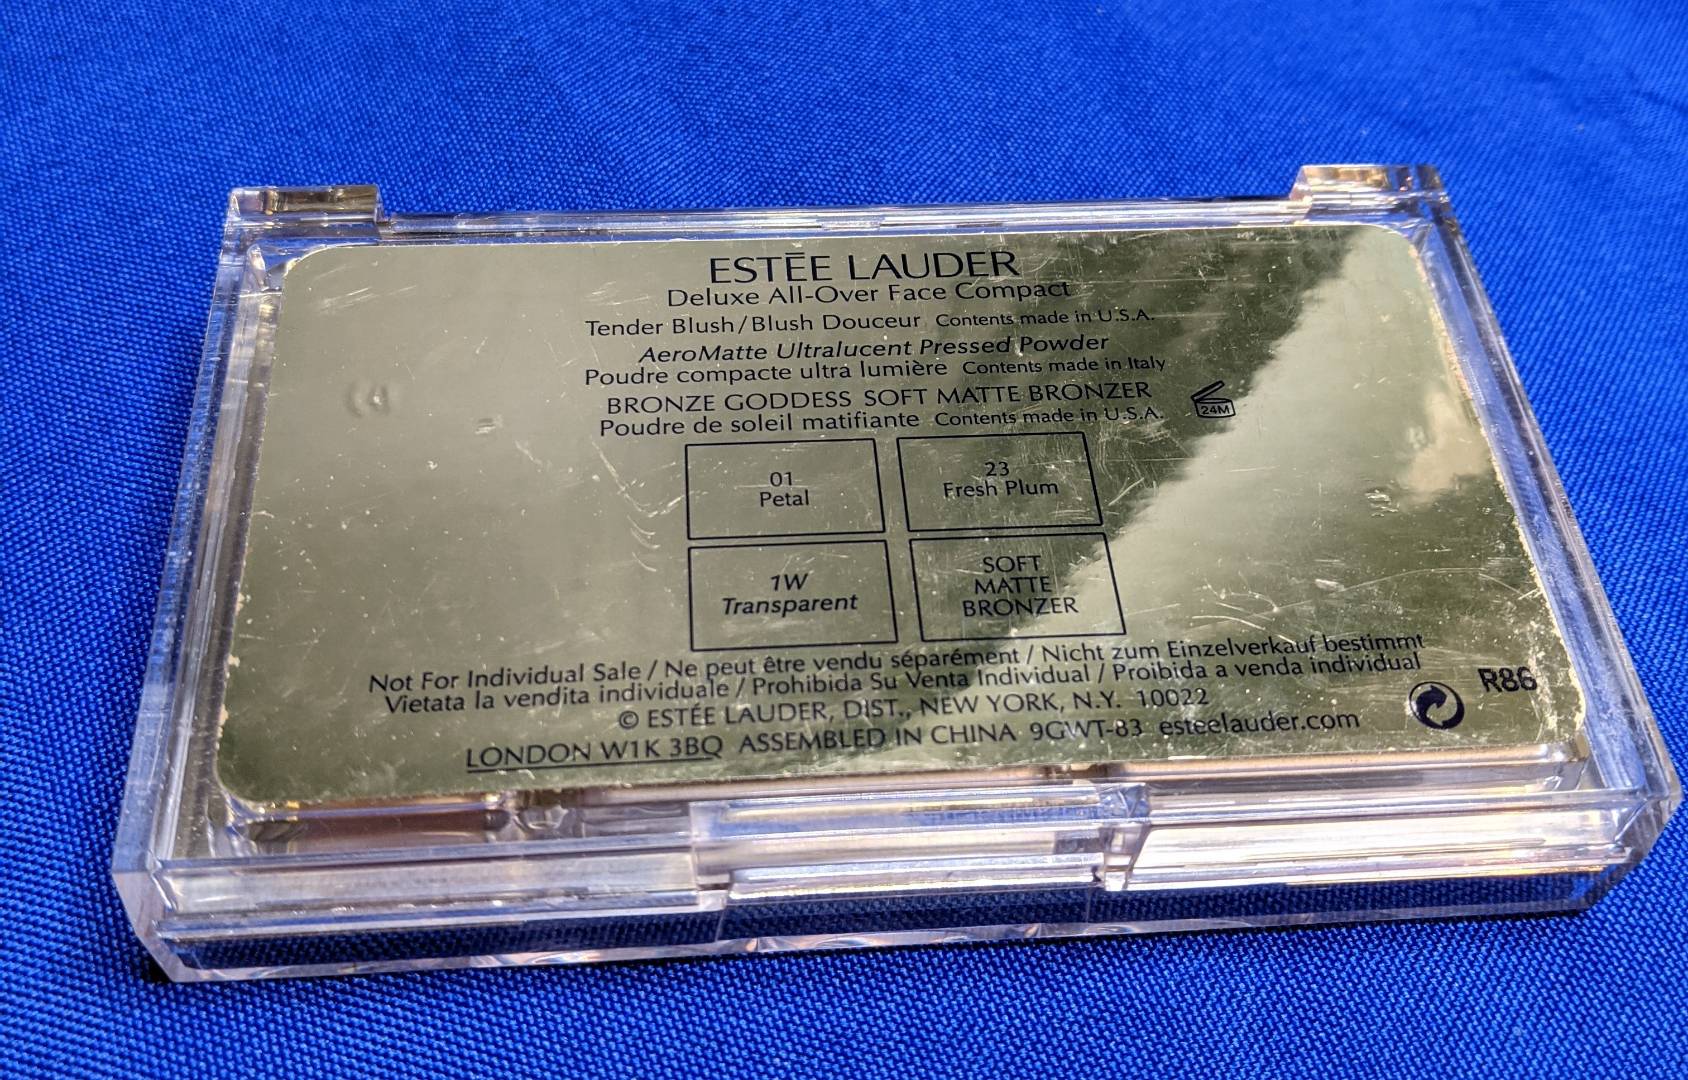 ESTĒE LAUDER
Deluxe All-Over Face Compact
Tender Blush/Blush Douceur Contents made in U.S.A.
AeroMatte Ultralucent Pressed Powder
Poudre compacte ultra lumière Contents made in Italy
BRONZE GODDESS SOFT MATTE BRONZER
Poudre de soleil matifiante Contents made in U.S.A.
24M
01
Petal
23
Fresh Plum
1W
Transparent
SOFT
MATTE
BRONZER
Not For Individual Sale / Ne peut être vendu séparément / Nicht zum Einzelverkauf bestimmt
Vietata la vendita individuale / Prohibida Su Venta Individual / Proibida a venda individual
© ESTÉE LAUDER, DIST., NEW YORK, N.Y. 10022
LONDON W1K 3BQ ASSEMBLED IN CHINA 9GWT-83 esteelauder.com
R86